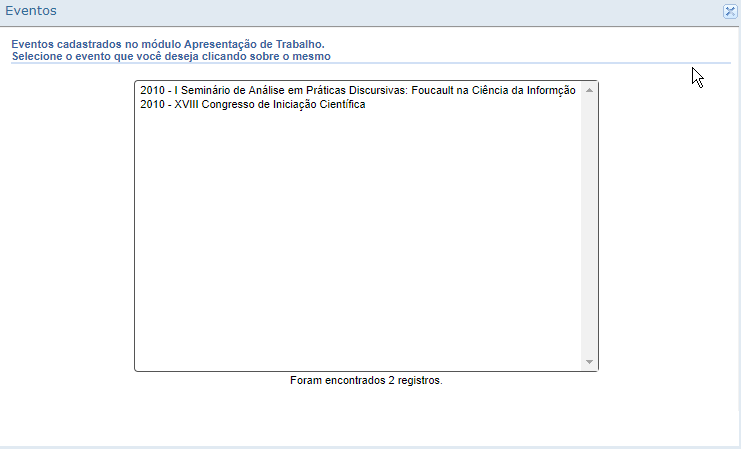 Eventos
Eventos cadastrados no módulo Apresentação de Trabalho.
Selecione o evento que você deseja clicando sobre o mesmo
2010 - I Seminário de Análise em Práticas Discursivas: Foucault na Ciência da Informção
2010 - XVIII Congresso de Iniciação Científica
Foram encontrados 2 registros.